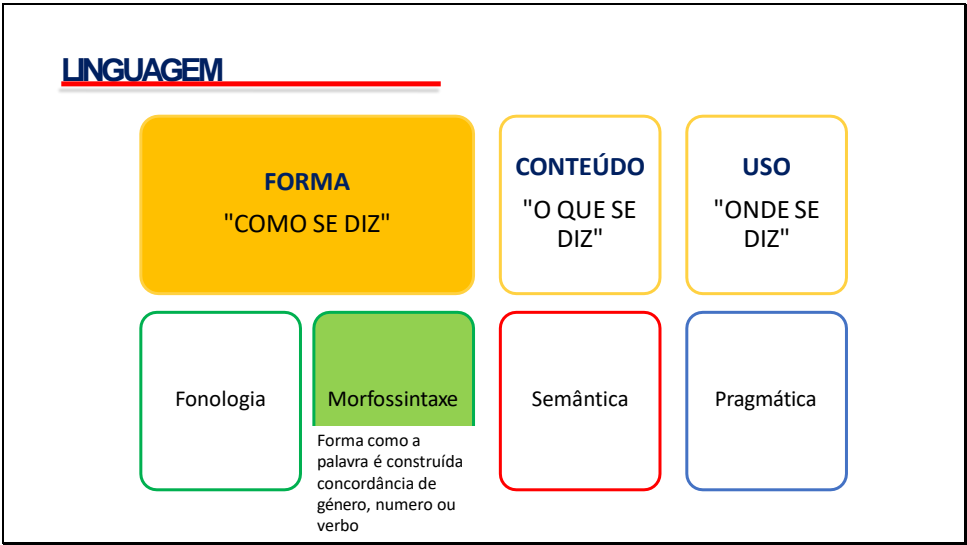 LINGUAGEM
FORMA
"COMO SE DIZ"
CONTEÚDO
"O QUE SE
DIZ"
USO
"ONDE SE
DIZ"
Fonologia
Morfossintaxe
Forma como a
palavra é construída
concordância de
género, numero ou
verbo
Semântica
Pragmática